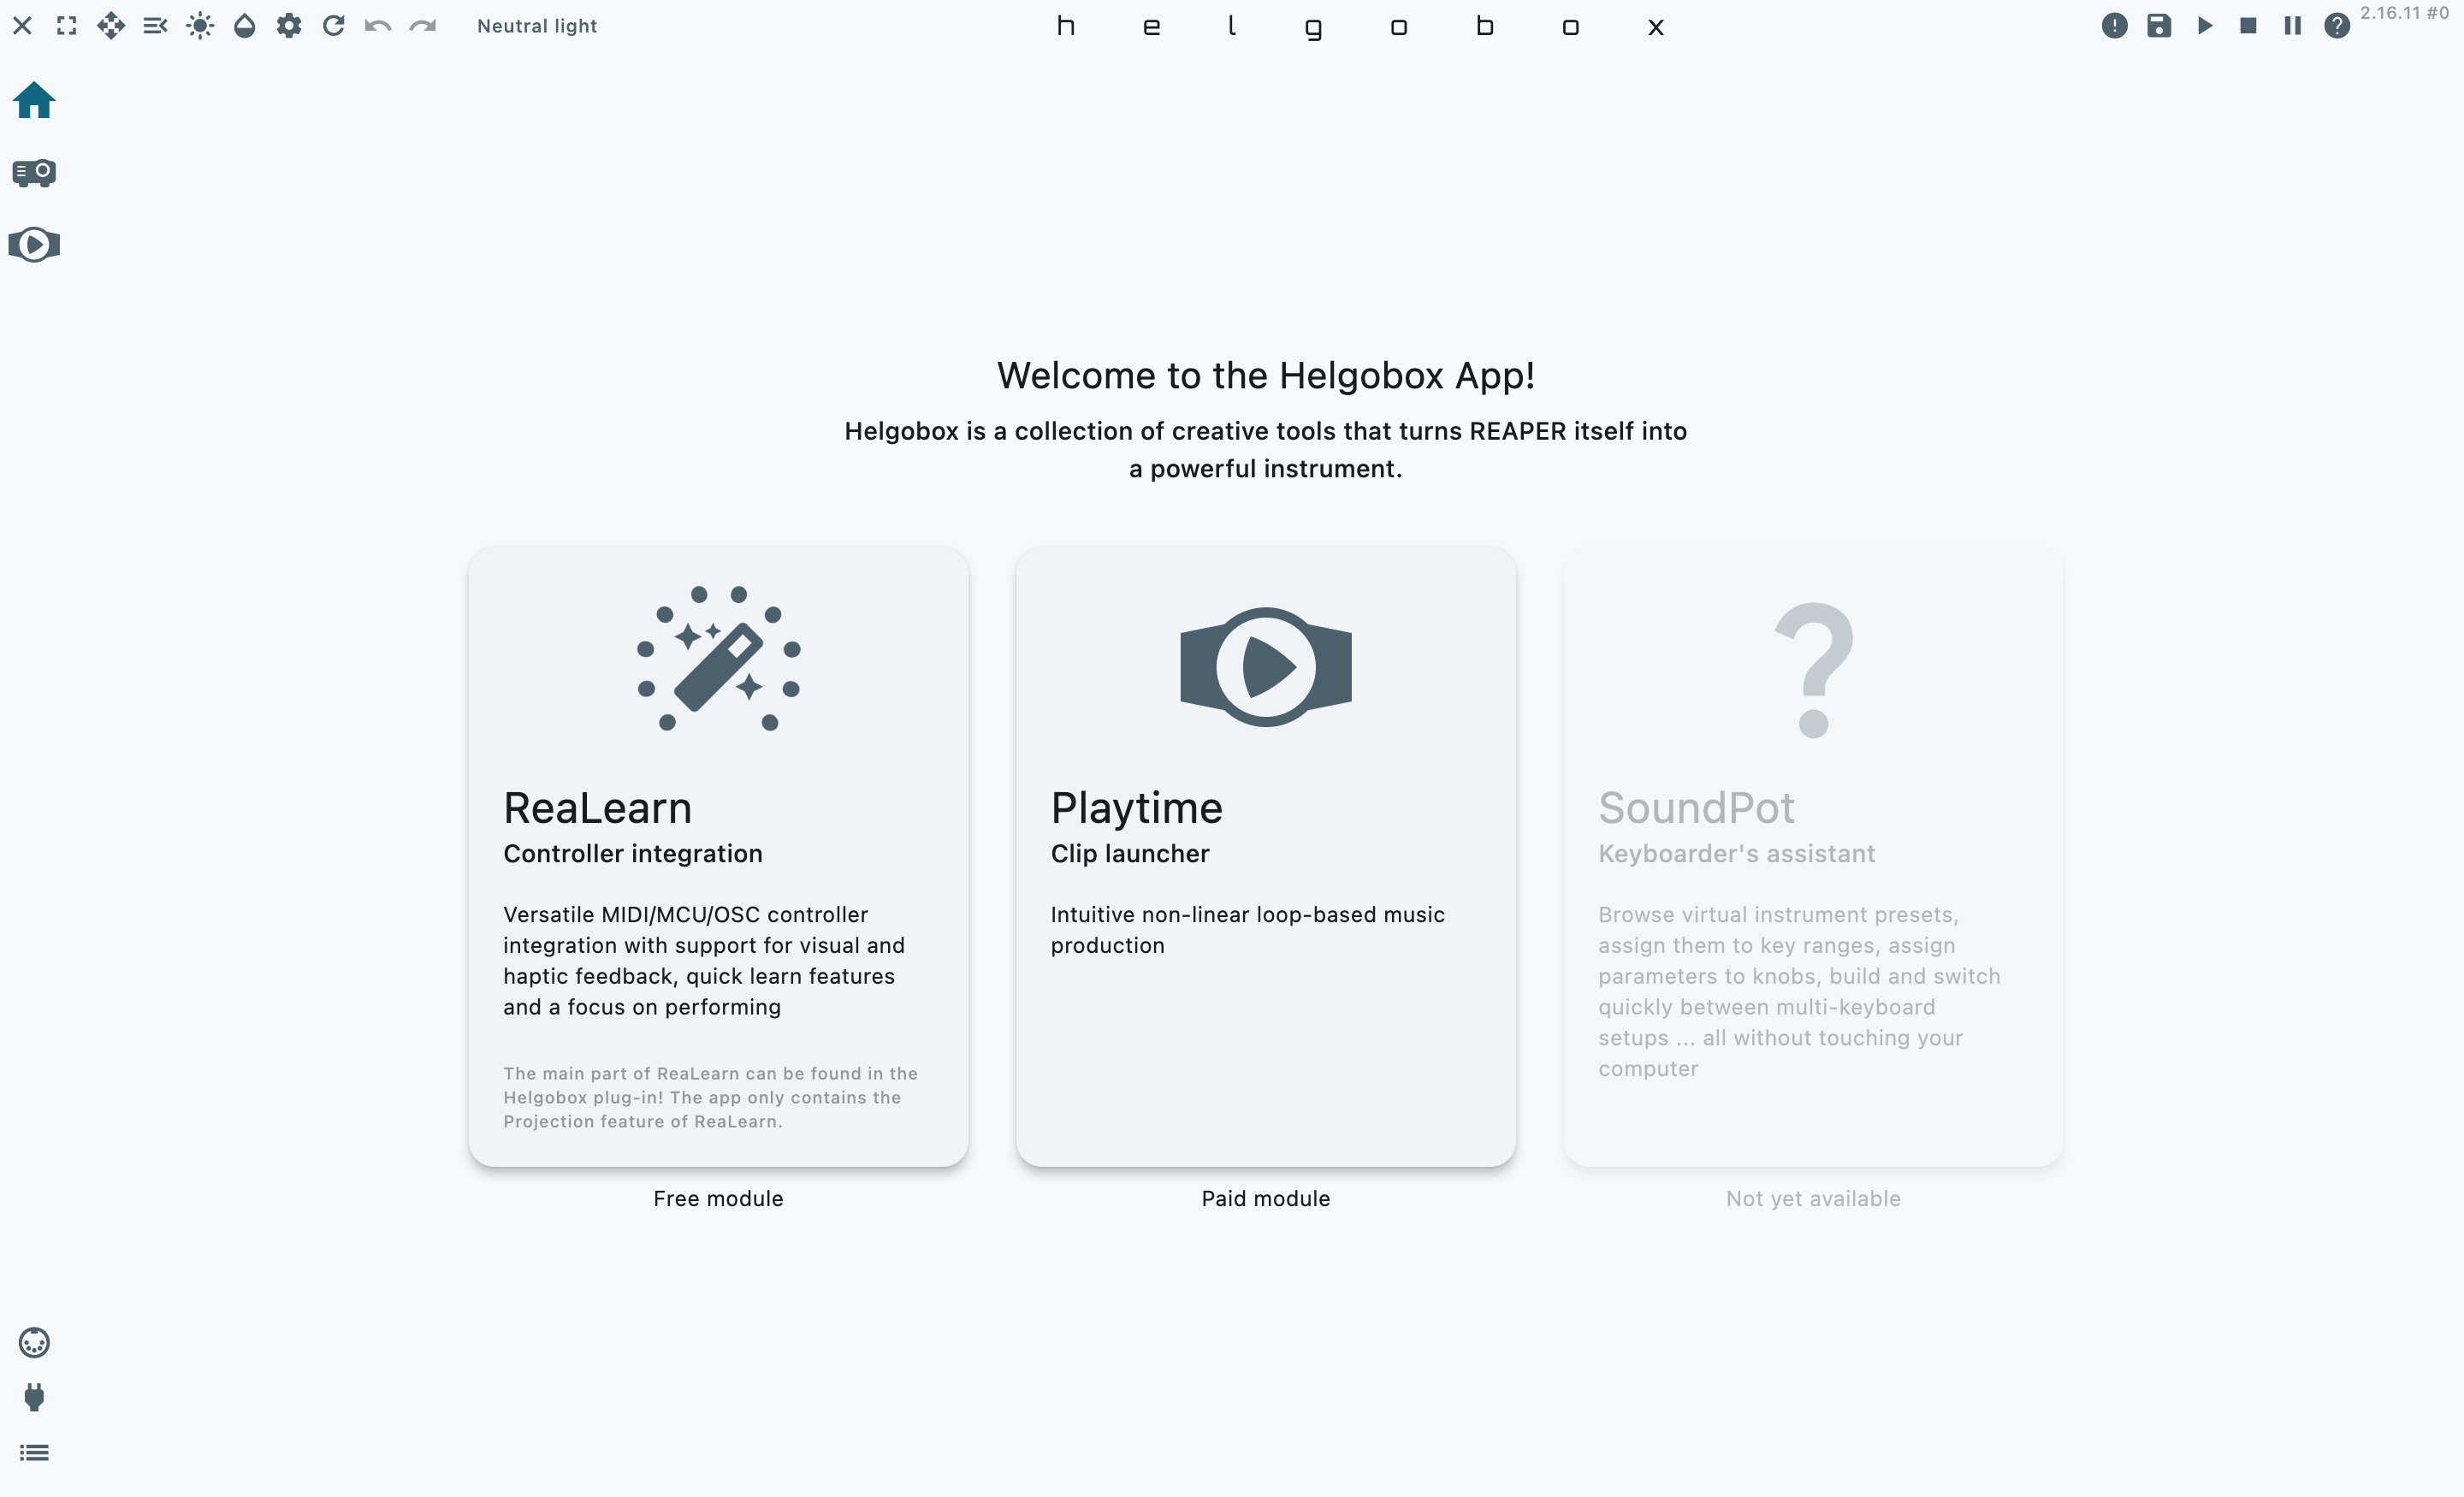 Neutral light
h e l g o b o x
2.16.11 #0
Welcome to the Helgobox App!
Helgobox is a collection of creative tools that turns REAPER itself into
a powerful instrument.
ReaLearn
Controller integration
Versatile MIDI/MCU/OSC controller
integration with support for visual and
haptic feedback, quick learn features
and a focus on performing
The main part of ReaLearn can be found in the
Helgobox plug-in! The app only contains the
Projection feature of ReaLearn.
Free module
Playtime
Clip launcher
Intuitive non-linear loop-based music
production
Paid module
SoundPot
Keyboarder's assistant
Browse virtual instrument presets,
assign them to key ranges, assign
parameters to knobs, build and switch
quickly between multi-keyboard
setups ... all without touching your
computer
Not yet available